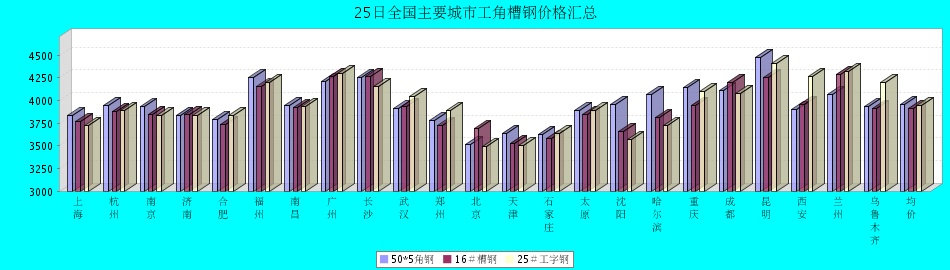 25日全国主要城市工角槽钢价格汇总
4500
4250
4000
3750
3500
3250
3000
上海
杭州
南京
济南
合肥
福州
南昌
广州
长沙
武汉
郑州
北京
天津
石家庄
太原
沈阳
哈尔滨
重庆
成都
昆明
西安
兰州
乌鲁木齐
均价
50*5角钢
16#槽钢
25#工字钢